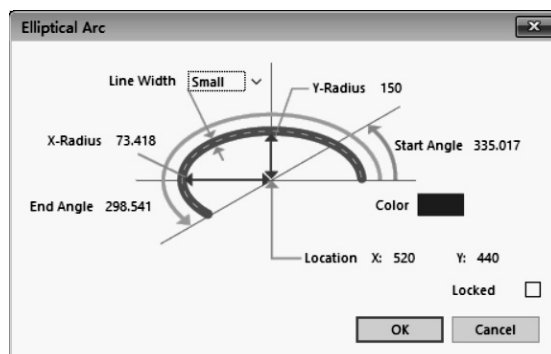 Elliptical Arc
Line Width Small
Y-Radius 150
X-Radius 73.418
Start Angle 335.017
End Angle 298.541
Color
Location X: 520 Y: 440
Locked
OK Cancel